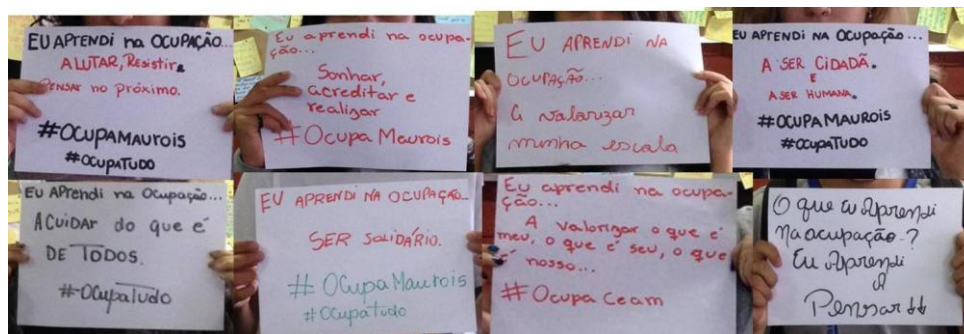 EU APRENDI na OCUPAÇÃO...
A LUTAR, Resistir e
PENSAR no próximo.
#OCUPAMAUROIS
#OCUPATUDO
Eu aprendi na ocupa-
ção...
Sonhar,
acreditar e
realizar
#Ocupa Maurois
EU APRENDI NA
OCUPAÇÃO...
A valorizar
minha escola
EU APRENDI NA OCUPAÇÃO...
A SER CIDADÃ.
E
A SER HUMANA.
#OCUPAMAUROIS
#OCUPATUDO
EU APRENDI na Ocupação...
A CUIDAR do que é
DE TODOS.
#OcupaTudo
EU APRENDI NA OCUPAÇÃO...
SER SOLIDÁRIO.
#OcupaMaurois
#OcupaTudo
Eu aprendi na ocupa-
ção...
A valorizar o que é
meu, o que é seu, o que
é nosso...
#Ocupa Ceam
O que Eu Aprendi
na ocupação?
Eu Aprendi
A
Pensar!!